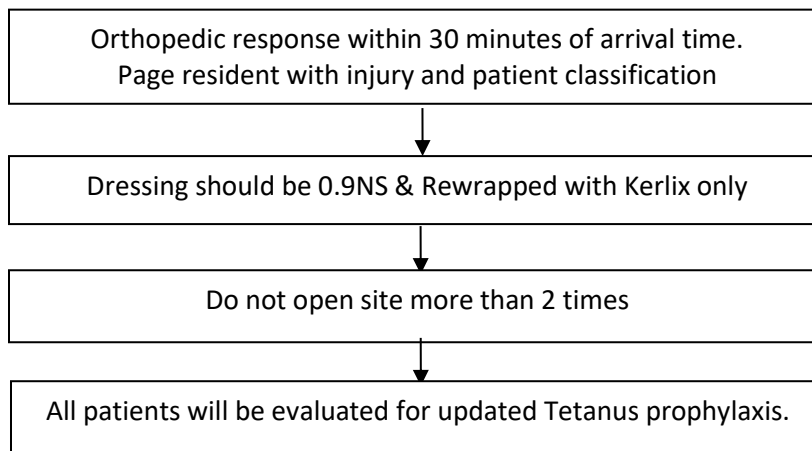 Orthopedic response within 30 minutes of arrival time.
Page resident with injury and patient classification
Dressing should be 0.9NS & Rewrapped with Kerlix only
Do not open site more than 2 times
All patients will be evaluated for updated Tetanus prophylaxis.